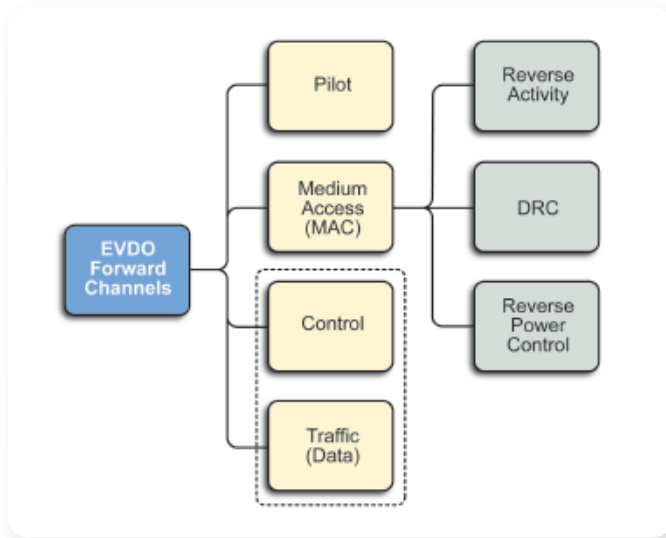 EVDO
Forward
Channels
Pilot
Medium
Access
(MAC)
Control
Traffic
(Data)
Reverse
Activity
DRC
Reverse
Power
Control